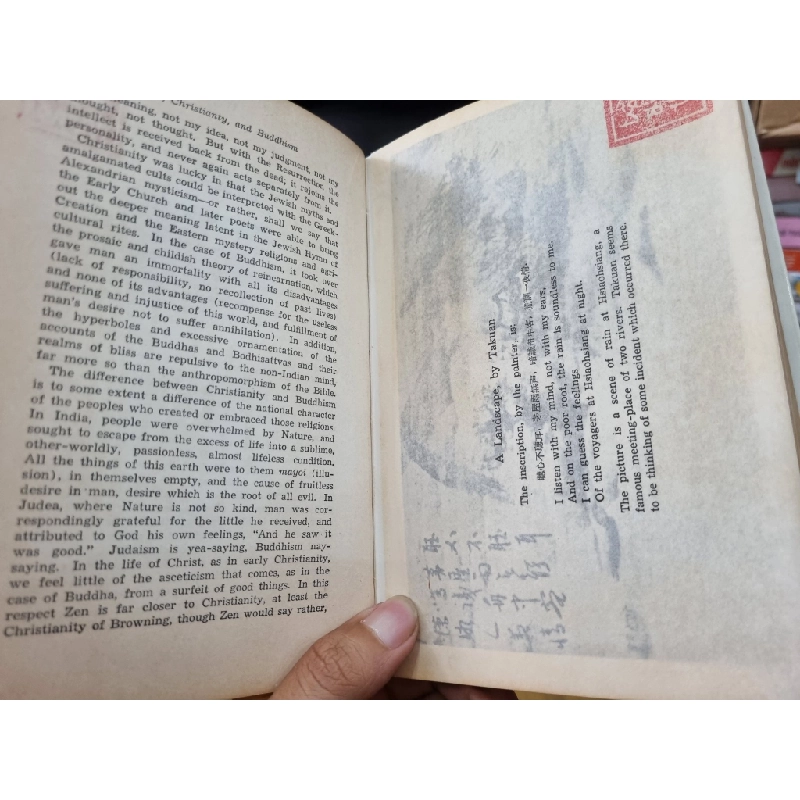 Christianity, and Buddhism
meaning, not my idea, not my judgment, not my
thought, not thought. But with the Resurrection the
intellect is received back from the dead; it rejoins the
personality, and never again acts separately from it.
Christianity was lucky in that the Jewish myths and
amalgamated cults could be interpreted with the Greek-
Alexandrian mysticism—or rather, shall we say that
the Early Church and later poets were able to bring
out the deeper meaning latent in the Jewish Hymn of
Creation and the Eastern mystery religions and agri-
cultural rites. In the case of Buddhism, it took over
the prosaic and childish theory of reincarnation, which
gave man an immortality with all its disadvantages
(lack of responsibility, no recollection of past lives)
and none of its advantages (recompense for the useless
suffering and injustice of this world, and fulfilment of
man's desire not to suffer annihilation). In addition,
the hyperboles and excessive ornamentation of the
accounts of the Buddhas and Bodhisattvas and their
realms of bliss are repulsive to the non-Indian mind,
far more so than the anthropomorphism of the Bible.
The difference between Christianity and Buddhism
is to some extent a difference of the national character
of the peoples who created or embraced those religions.
In India, people were overwhelmed by Nature, and
sought to escape from the excess of life into a sublime,
other-worldly, passionless, almost lifeless condition.
All the things of this earth were to them maya (illu-
sion), in themselves empty, and the cause of fruitless
desire in man, desire which is the root of all evil. In
Judea, where Nature is not so kind, man was cor-
respondingly grateful for the little he received, and
attributed to God his own feelings, "And he saw it
was good." Judaism is yea-saying, Buddhism nay-
saying. In the life of Christ, as in early Christianity,
we feel little of the asceticism that comes, as in the
case of Buddha, from a surfeit of good things. In this
respect Zen is far closer to Christianity, at least the
Christianity of Browning, though Zen would say rather,
A Landscape, by Takuan
The inscription, by the painter, is:
聴心不聴耳
I listen with my mind, not with my ears,
And on the poor roof, the rain is soundless to me.
I can guess the feelings
Of the voyagers at Hsiaohsiang at night.
The picture is a scene of rain at Hsiaohsiang, a
famous meeting-place of two rivers. Takuan seems
to be thinking of some incident which occurred there.